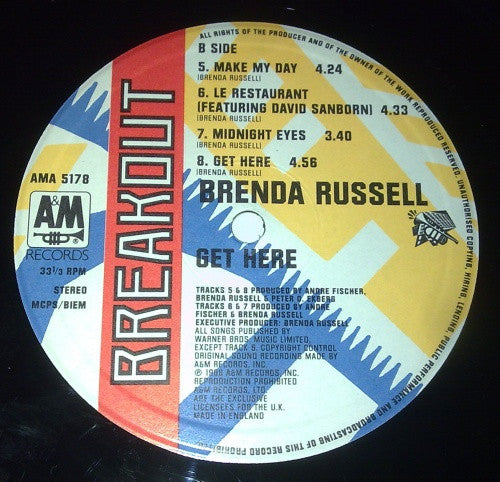 ALL RIGHTS OF THE PRODUCER AND OF THE OWNER OF THE WORK REPRODUCED RESERVED. UNAUTHORISED COPYING, HIRING, LENDING, PUBLIC PERFORMANCE AND BROADCASTING OF THIS RECORD PROHIBITED
B SIDE
5. MAKE MY DAY 4.24
(BRENDA RUSSELL)
6. LE RESTAURANT
(FEATURING DAVID SANBORN) 4.33
(BRENDA RUSSELL)
7. MIDNIGHT EYES 3.40
(BRENDA RUSSELL)
8. GET HERE 4.56
(BRENDA RUSSELL)
BRENDA RUSSELL
GET HERE
BREAKOUT
AMA 5178
A&M
RECORDS
33 1/3 RPM
STEREO
MCPS/BIEM
TRACKS 5 & 8 PRODUCED BY ANDRE FISCHER,
BRENDA RUSSELL & PETER O. EKBERG
TRACKS 6 & 7 PRODUCED BY ANDRE
FISCHER & BRENDA RUSSELL
EXECUTIVE PRODUCER: BRENDA RUSSELL
ALL SONGS PUBLISHED BY
WARNER BROS. MUSIC LIMITED.
EXCEPT TRACK 6. COPYRIGHT CONTROL
ORIGINAL SOUND RECORDING MADE BY
A&M RECORDS, INC.
℗ 1988 A&M RECORDS, INC.
REPRODUCTION PROHIBITED
A&M RECORDS, LTD.
ARE THE EXCLUSIVE
LICENSEES FOR THE U.K.
MADE IN ENGLAND